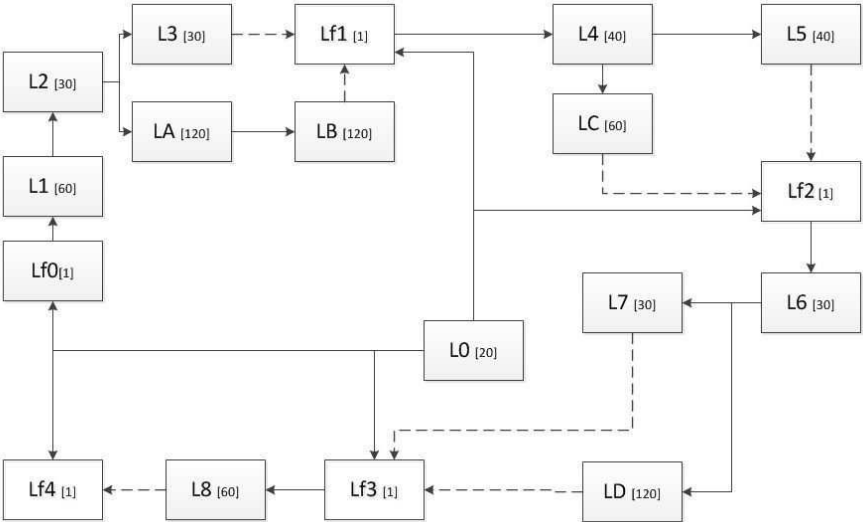 L3 [30]
Lf1 [1]
L4 [40]
L5 [40]
L2 [30]
LA [120]
LB [120]
LC [60]
L1 [60]
Lf2 [1]
Lf0[1]
L7 [30]
L6 [30]
L0 [20]
Lf4 [1]
L8 [60]
Lf3 [1]
LD [120]